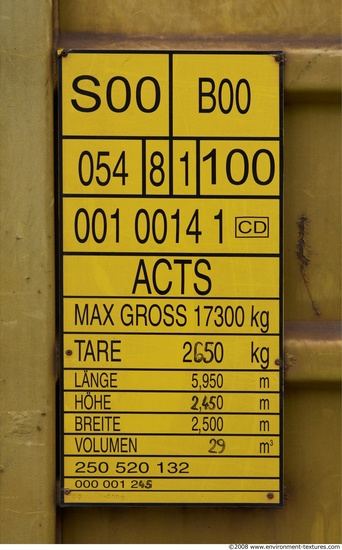 S00 B00
054 8 1 100
001 0014 1 CD
ACTS
MAX GROSS 17300 kg
TARE 2650 kg
LÄNGE 5,950 m
HÖHE 2,450 m
BREITE 2,500 m
VOLUMEN 29 m³
250 520 132
000 001 245
©2008 www.environment-textures.com